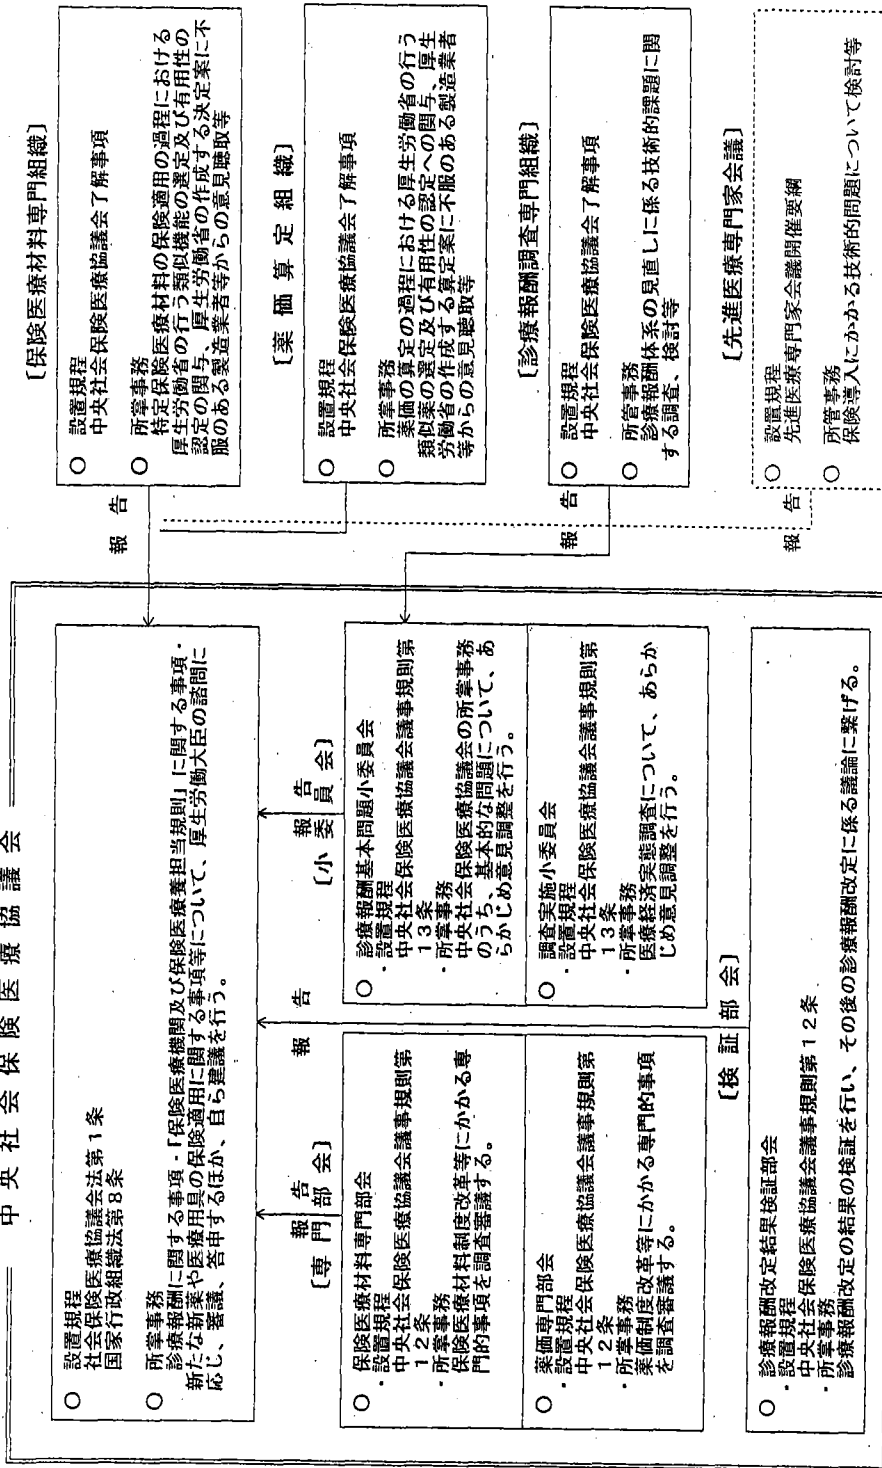 中央社会保険医療協議会
○ 設置規程
社会保険医療協議会法第1条
国家行政組織法第8条
○ 所掌事務
診療報酬に関する事項・「保険医療機関及び保険医療養担当規則」に関する事項・
新たな新薬や医療用具の保険適用に関する事項等について、厚生労働大臣の諮問に
応じ、審議、答申するほか、自ら建議を行う。
報告
〔専門部会〕
○ 保険医療材料専門部会
・設置規程
中央社会保険医療協議会議事規則第
12条
・所掌事務
保険医療材料制度改革等にかかる専
門的事項を調査審議する。
○ 薬価専門部会
・設置規程
中央社会保険医療協議会議事規則第
12条
・所掌事務
薬価制度改革等にかかる専門的事項
を調査審議する。
報告
〔小委員会〕
○ 診療報酬基本問題小委員会
・設置規程
中央社会保険医療協議会議事規則第
13条
・所掌事務
中央社会保険医療協議会の所掌事務
のうち、基本的な問題について、あ
らかじめ意見調整を行う。
○ 調査実施小委員会
・設置規程
中央社会保険医療協議会議事規則第
13条
・所掌事務
医療経済実態調査について、あらか
じめ意見調整を行う。
報告
〔検証部会〕
○ 診療報酬改定結果検証部会
・設置規程
中央社会保険医療協議会議事規則第12条
・所掌事務
診療報酬改定の結果の検証を行い、その後の診療報酬改定に係る議論に繋げる。
〔保険医療材料専門組織〕
報告
○ 設置規程
中央社会保険医療協議会了解事項
○ 所掌事務
特定保険医療材料の保険適用の過程における
厚生労働省の行う類似機能の選定及び有用性の
認定の関与、厚生労働省の作成する決定案に不
服のある製造業者等からの意見聴取等
〔薬価算定組織〕
○ 設置規程
中央社会保険医療協議会了解事項
○ 所掌事務
薬価の算定の過程における厚生労働省の行う
類似薬の選定及び有用性の認定への関与、厚生
労働省の作成する算定案に不服のある製造業者
等からの意見聴取等
〔診療報酬調査専門組織〕
報告
○ 設置規程
中央社会保険医療協議会了解事項
○ 所管事務
診療報酬体系の見直しに係る技術的課題に関
する調査、検討等
〔先進医療専門家会議〕
報告
○ 設置規程
先進医療専門家会議開催要綱
○ 所管事務
保険導入にかかる技術的問題について検討等